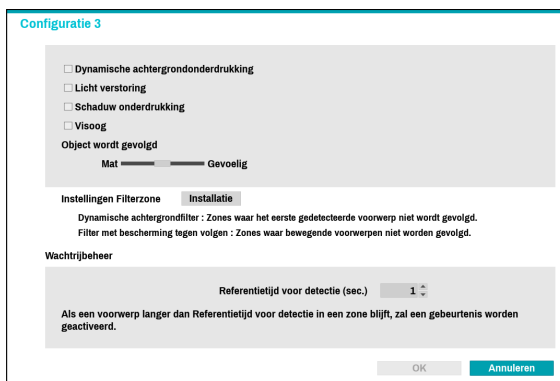 Configuratie 3
Dynamische achtergrondonderdrukking
Licht verstoring
Schaduw onderdrukking
Visoog
Object wordt gevolgd
Mat Gevoelig
Instellingen Filterzone Installatie
Dynamische achtergrondfilter : Zones waar het eerste gedetecteerde voorwerp niet wordt gevolgd.
Filter met bescherming tegen volgen : Zones waar bewegende voorwerpen niet worden gevolgd.
Wachtrijbeheer
Referentietijd voor detectie (sec.) 1
Als een voorwerp langer dan Referentietijd voor detectie in een zone blijft, zal een gebeurtenis worden
geactiveerd.
OK Annuleren